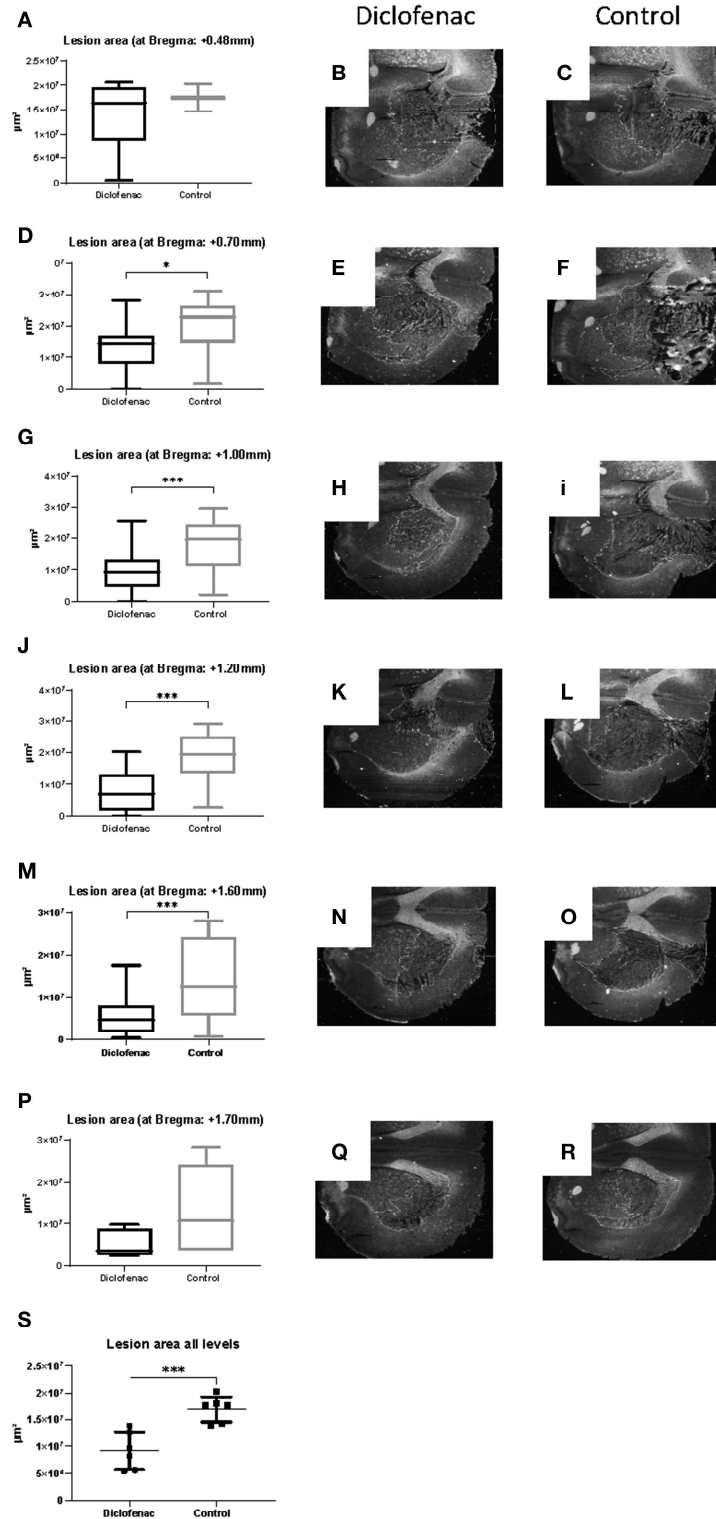 Diclofenac Control
A
Lesion area (at Bregma: +0.48mm)
B
C
2.5×10⁷
2×10⁷
1.5×10⁷
1×10⁷
5×10⁶
0
µm²
Diclofenac Control
D
Lesion area (at Bregma: +0.70mm)
E
F
0⁷
2×10⁷
2×10⁷
1×10⁷
0
µm²
*
Diclofenac Control
G
Lesion area (at Bregma: +1.00mm)
H
i
4×10⁷
3×10⁷
2×10⁷
1×10⁷
0
µm²
***
Diclofenac Control
J
Lesion area (at Bregma: +1.20mm)
K
L
4×10⁷
3×10⁷
2×10⁷
1×10⁷
0
µm²
***
Diclofenac Control
M
Lesion area (at Bregma: +1.60mm)
N
O
3×10⁷
2×10⁷
1×10⁷
0
µm²
***
Diclofenac Control
P
Lesion area (at Bregma: +1.70mm)
Q
R
3×10⁷
2×10⁷
1×10⁷
0
µm²
Diclofenac Control
S
Lesion area all levels
2.5×10⁷
2×10⁷
1.5×10⁷
1×10⁷
5×10⁶
0
µm²
***
Diclofenac Control